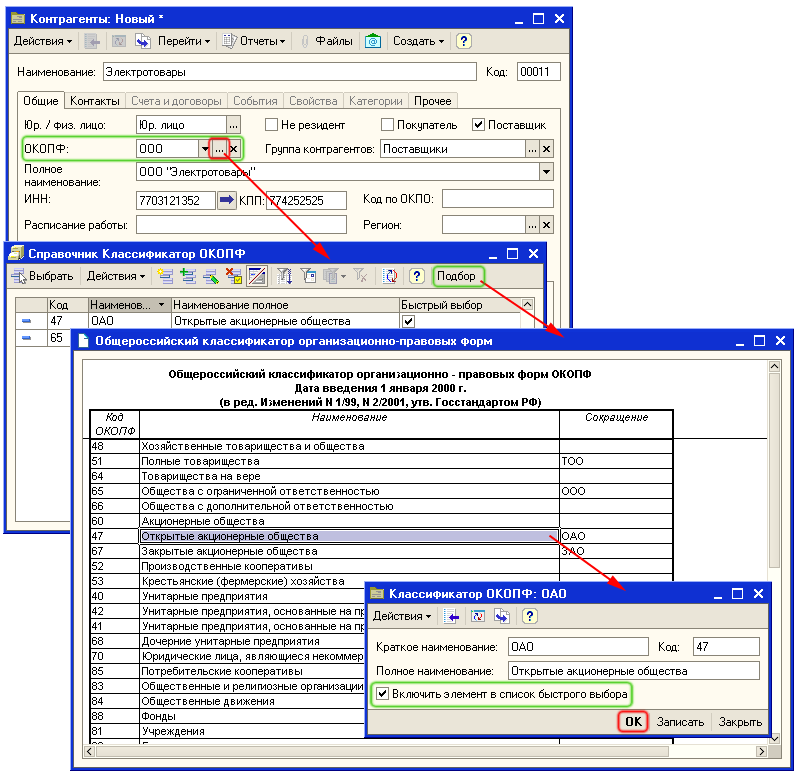 Контрагенты: Новый *
Действия Перейти Отчеты Файлы Создать ?
Наименование: Электротовары Код: 00011
Общие Контакты Счета и договоры События Свойства Категории Прочее
Юр. / физ. лицо: Юр. лицо ... Не резидент Покупатель Поставщик
ОКОПФ: ООО ... x Группа контрагентов: Поставщики ... x
Полное
наименование: ООО "Электротовары"
ИНН: 7703121352 КПП: 774252525 Код по ОКПО:
Расписание работы: Регион: ... x
Справочник Классификатор ОКОПФ
Выбрать Действия ? Подбор
Код Наименов... Наименование полное Быстрый выбор
47 ОАО Открытые акционерные общества
65
Общероссийский классификатор организационно-правовых форм
Общероссийский классификатор организационно - правовых форм ОКОПФ
Дата введения 1 января 2000 г.
(в ред. Изменений N 1/99, N 2/2001, утв. Госстандартом РФ)
Код
ОКОПФ Наименование Сокращение
48 Хозяйственные товарищества и общества
51 Полные товарищества ТОО
64 Товарищества на вере
65 Общества с ограниченной ответственностью ООО
66 Общества с дополнительной ответственностью
60 Акционерные общества
47 Открытые акционерные общества ОАО
67 Закрытые акционерные общества ЗАО
52 Производственные кооперативы
53 Крестьянские (фермерские) хозяйства
40 Унитарные предприятия
42 Унитарные предприятия, основанные на пр
41 Унитарные предприятия, основанные на пр
68 Дочерние унитарные предприятия
70 Юридические лица, являющиеся некоммер
85 Потребительские кооперативы
83 Общественные и религиозные организации
84 Общественные движения
88 Фонды
81 Учреждения
Классификатор ОКОПФ: ОАО
Действия ?
Краткое наименование: ОАО Код: 47
Полное наименование: Открытые акционерные общества
Включить элемент в список быстрого выбора
OK Записать Закрыть